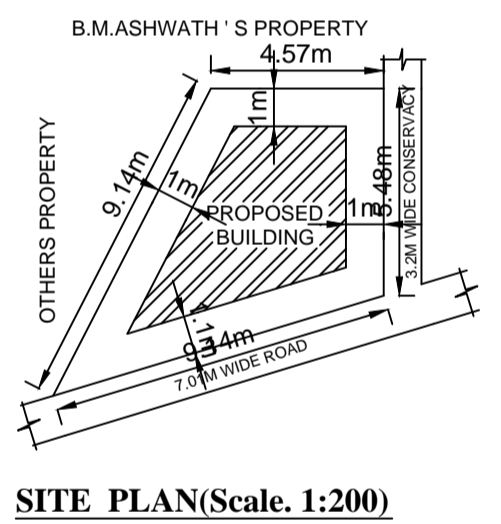 B.M.ASHWATH ' S PROPERTY
4.57m
1m
OTHERS PROPERTY
9.14m
1m
PROPOSED
BUILDING
1m
5.48m
3.2M WIDE CONSERVACY
9.14m
7.01M WIDE ROAD
SITE PLAN(Scale. 1:200)